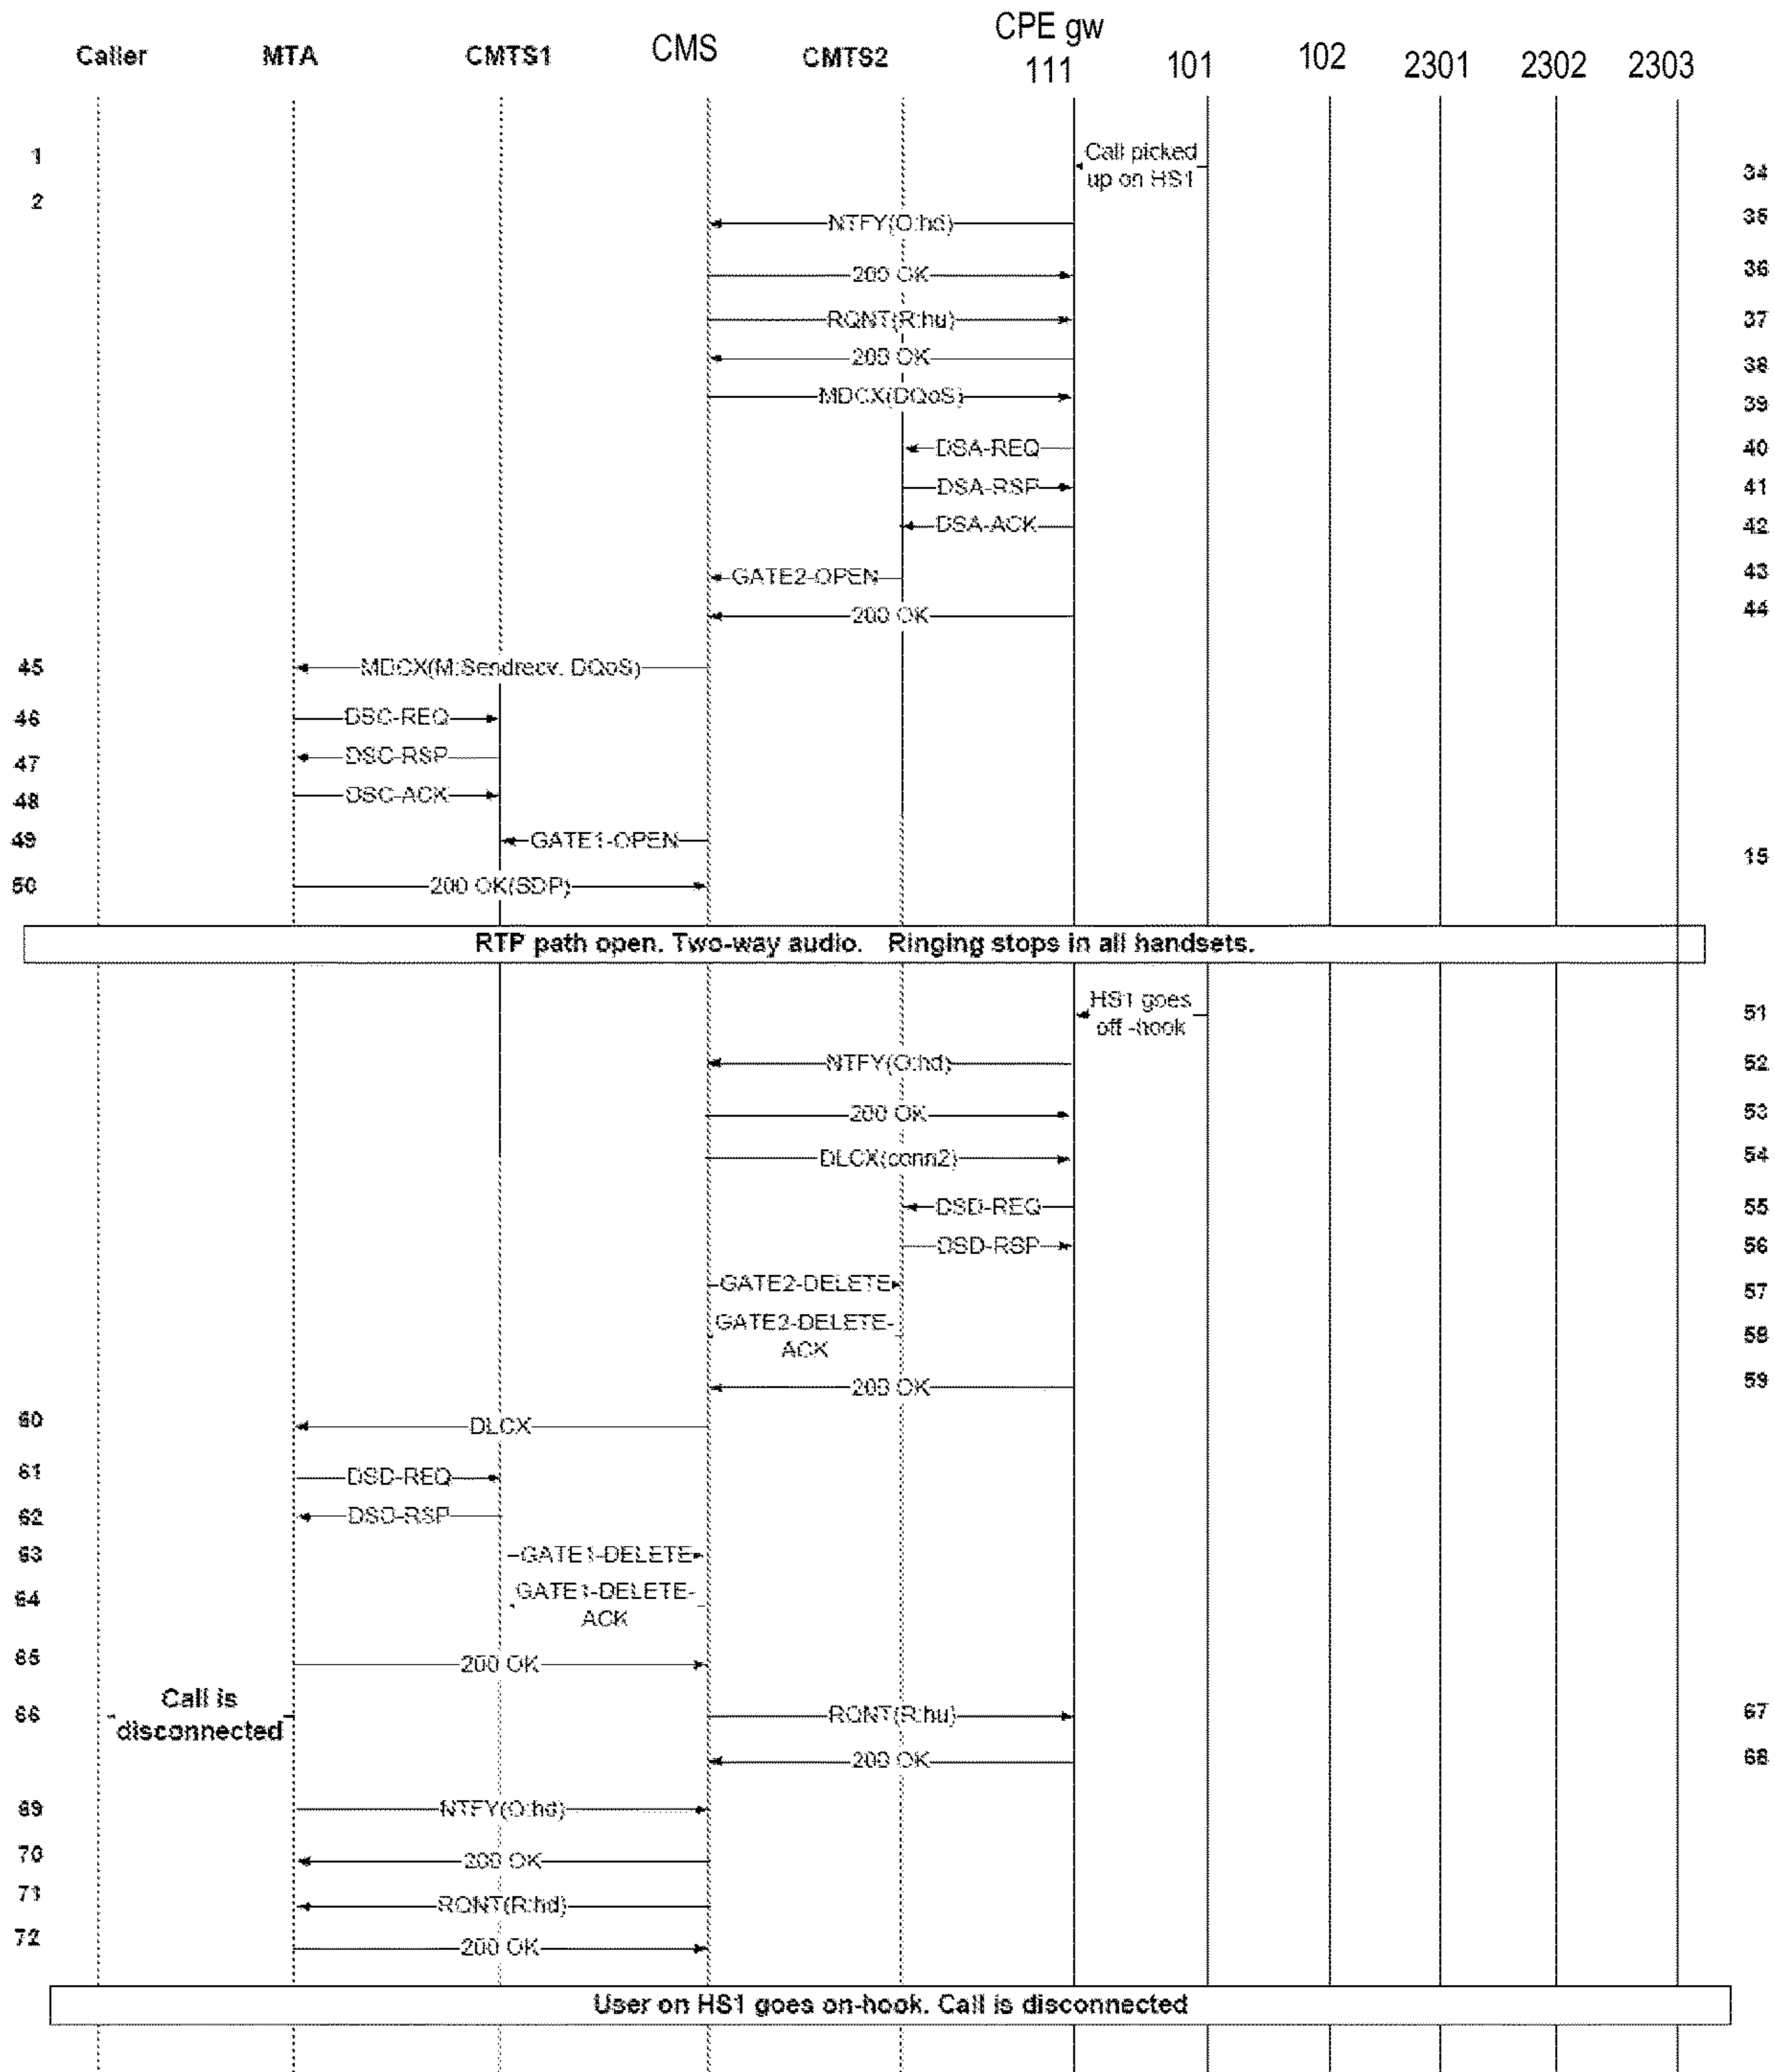 Caller MTA CMTS1 CMS CMTS2 CPE gw
111 101 102 2301 2302 2303
1 Call picked
up on HS1 34
2
NTFY(O:hd) 35
200 OK 36
RQNT(R:hu) 37
200 OK 38
MDCX(DQoS) 39
DSA-REQ 40
DSA-RSP 41
DSA-ACK 42
GATE2-OPEN 43
200 OK 44
45 MDCX(M:Sendrecv, DQoS)
46 DSC-REQ
47 DSC-RSP
48 DSC-ACK
49 GATE1-OPEN
15
50 200 OK(SDP)
RTP path open. Two-way audio. Ringing stops in all handsets.
HS1 goes
off -hook 51
NTFY(O:hd) 52
200 OK 53
DLCX(conn2) 54
DSD-REQ 55
DSD-RSP 56
GATE2-DELETE 57
GATE2-DELETE-
ACK 58
200 OK 59
60 DLCX
61 DSD-REQ
62 DSD-RSP
63 GATE1-DELETE
64 GATE1-DELETE-
ACK
65 200 OK
66 Call is
disconnected
RQNT(R:hu) 67
200 OK 68
69 NTFY(O:hd)
70 200 OK
71 RQNT(R:hd)
72 200 OK
User on HS1 goes on-hook. Call is disconnected